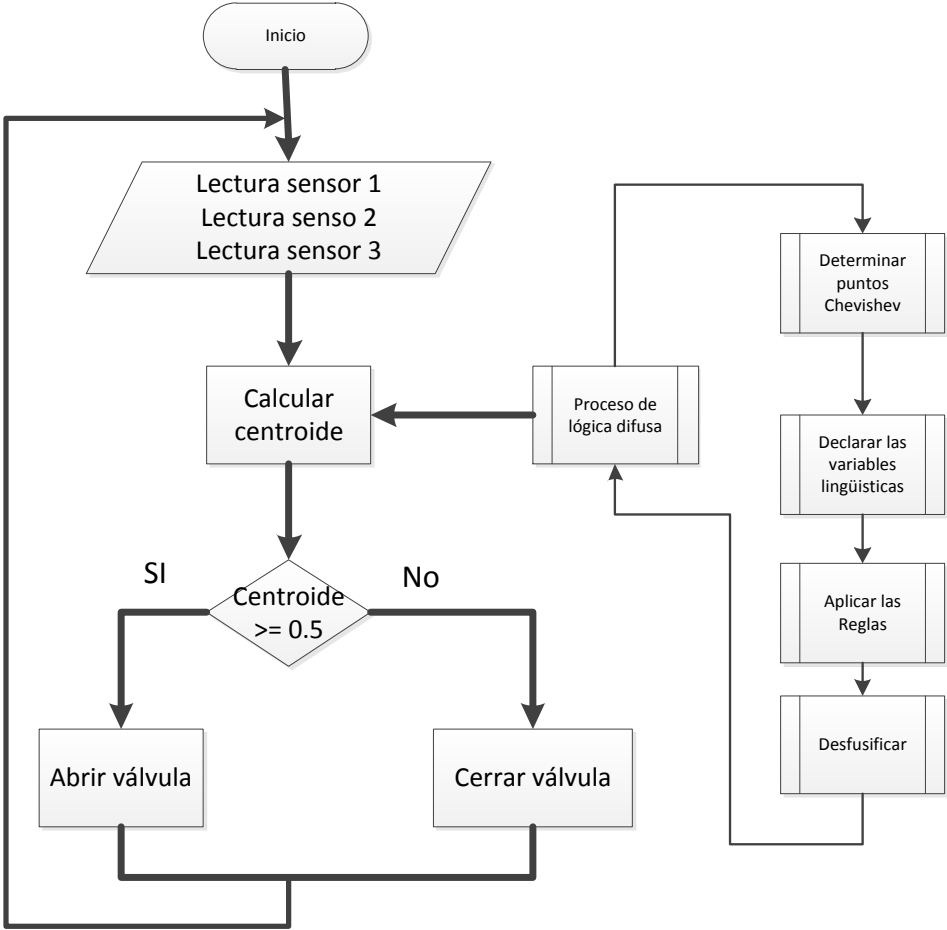 Inicio
Lectura sensor 1
Lectura senso 2
Lectura sensor 3
Calcular
centroide
Proceso de
lógica difusa
Determinar
puntos
Chevishev
Declarar las
variables
lingüisticas
Aplicar las
Reglas
Desfusificar
SI
No
Centroide
>= 0.5
Abrir válvula
Cerrar válvula